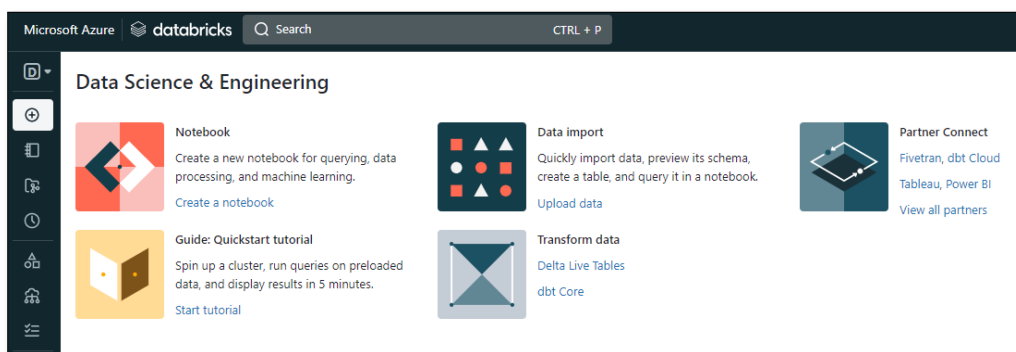 Microsoft Azure databricks Search CTRL + P
D
Data Science & Engineering
Notebook
Create a new notebook for querying, data
processing, and machine learning.
Create a notebook
Data import
Quickly import data, preview its schema,
create a table, and query it in a notebook.
Upload data
Partner Connect
Fivetran, dbt Cloud
Tableau, Power BI
View all partners
Guide: Quickstart tutorial
Spin up a cluster, run queries on preloaded
data, and display results in 5 minutes.
Start tutorial
Transform data
Delta Live Tables
dbt Core